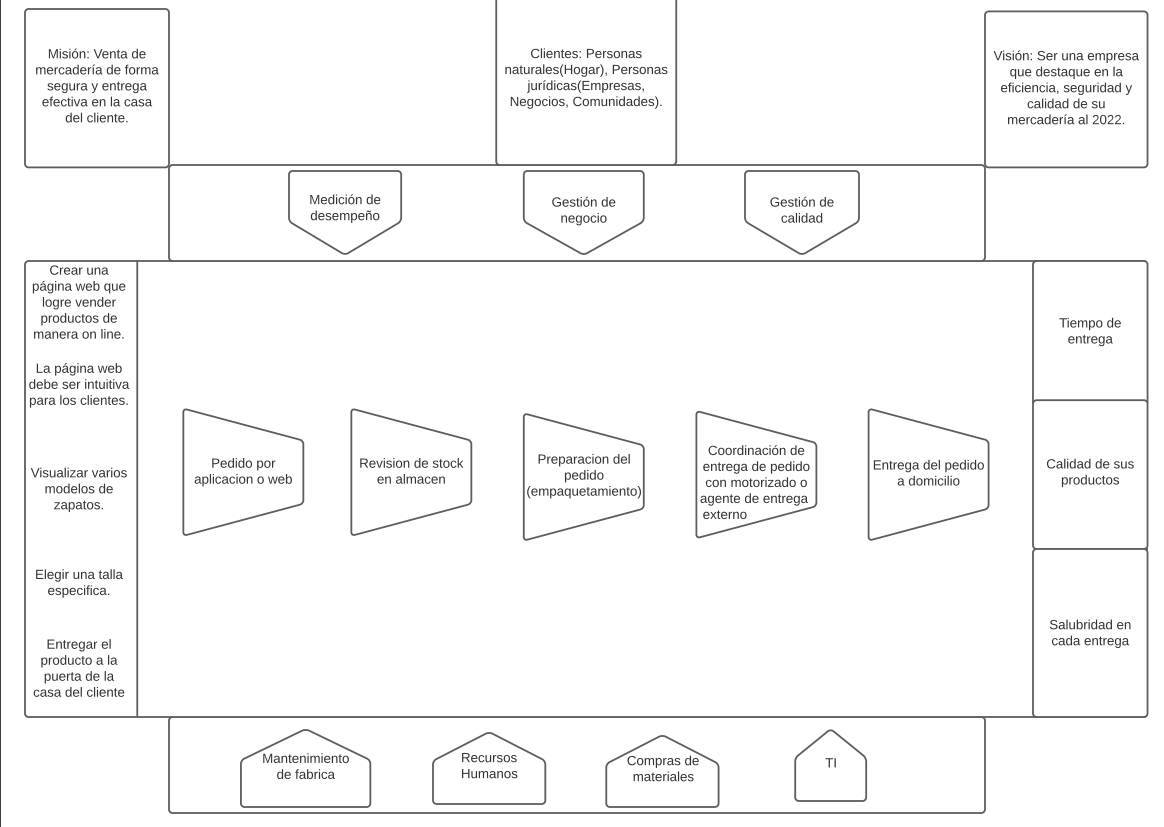 Misión: Venta de
mercadería de forma
segura y entrega
efectiva en la casa
del cliente.
Clientes: Personas
naturales(Hogar), Personas
jurídicas(Empresas,
Negocios, Comunidades).
Visión: Ser una empresa
que destaque en la
eficiencia, seguridad y
calidad de su
mercadería al 2022.
Medición de
desempeño
Gestión de
negocio
Gestión de
calidad
Crear una
página web que
logre vender
productos de
manera on line.
La página web
debe ser intuitiva
para los clientes.
Visualizar varios
modelos de
zapatos.
Elegir una talla
especifica.
Entregar el
producto a la
puerta de la
casa del cliente
Pedido por
aplicacion o web
Revision de stock
en almacen
Preparacion del
pedido
(empaquetamiento)
Coordinación de
entrega de pedido
con motorizado o
agente de entrega
externo
Entrega del pedido
a domicilio
Tiempo de
entrega
Calidad de sus
productos
Salubridad en
cada entrega
Mantenimiento
de fabrica
Recursos
Humanos
Compras de
materiales
TI